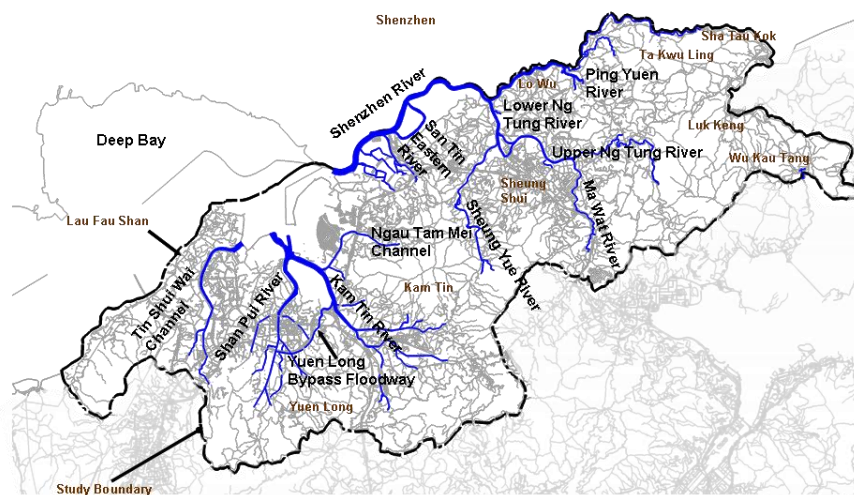 Shenzhen
Sha Tau Kok
Ta Kwu Ling
Lo Wu
Ping Yuen
River
Shenzhen River
Lower Ng
Tung River
San Tin
Eastern
River
Deep Bay
Luk Keng
Upper Ng Tung River
Wu Kau Tang
Sheung
Shui
Ma Wat River
Sheung Yue River
Lau Fau Shan
Ngau Tam Mei
Channel
Kam Tin
Tin Shui Wai
Channel
Shan Pui River
Kam Tin River
Yuen Long
Bypass Floodway
Yuen Long
Study Boundary